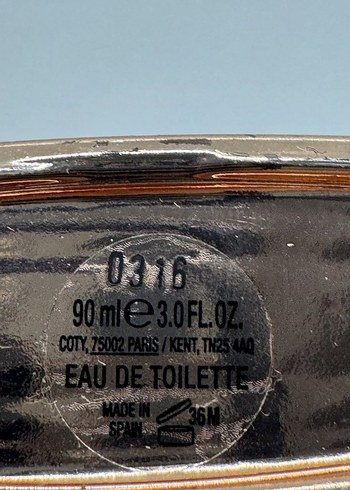 0316
90 ml e 3.0 FL. OZ.
COTY, 75002 PARIS / KENT, TN25 4AQ
EAU DE TOILETTE
MADE IN
SPAIN
36M